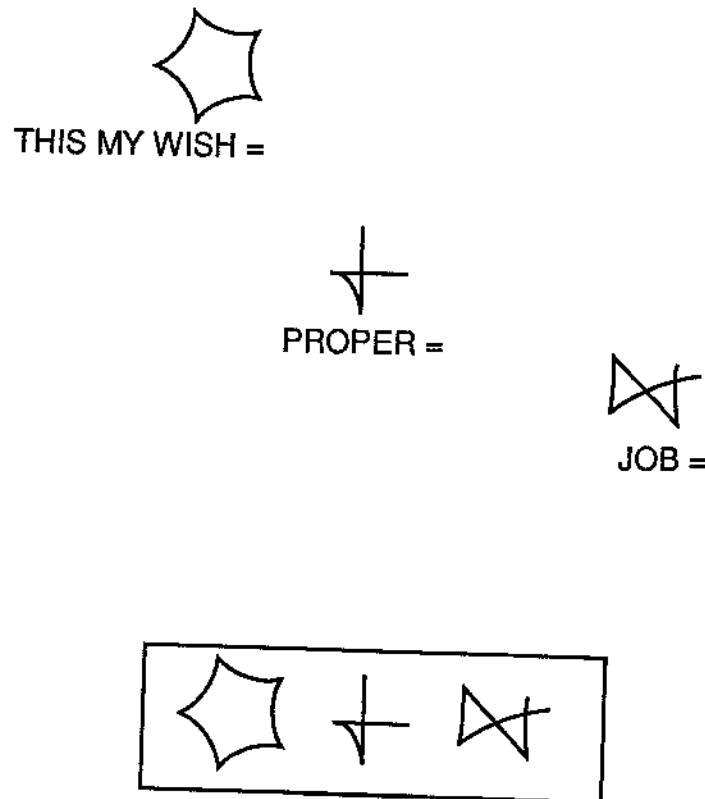 THIS MY WISH =
PROPER =
JOB =